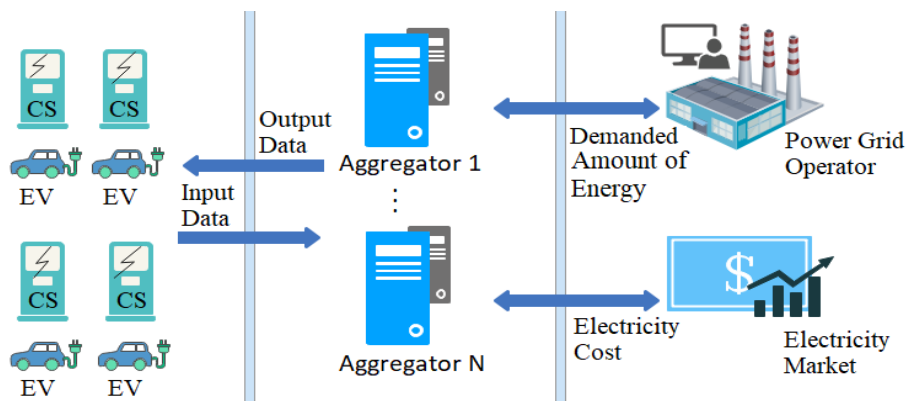 CS CS
EV EV
CS CS
EV EV
Output
Data
Input
Data
Aggregator 1
⋮
Aggregator N
Demanded
Amount of
Energy
Power Grid
Operator
$
Electricity
Cost
Electricity
Market